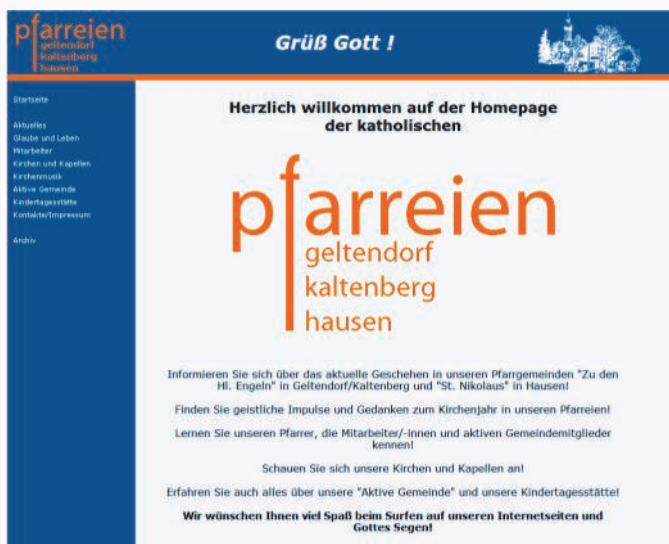 pfarreien
geltendorf
kaltenberg
hausen
Grüß Gott !
Startseite
Aktuelles
Glaube und Leben
Mitarbeiter
Kirchen und Kapellen
Kirchenmusik
Aktive Gemeinde
Kindertagesstätte
Kontakte/Impressum
Archiv
Herzlich willkommen auf der Homepage
der katholischen
pfarreien
geltendorf
kaltenberg
hausen
Informieren Sie sich über das aktuelle Geschehen in unseren Pfarrgemeinden "Zu den
Hl. Engeln" in Geltendorf/Kaltenberg und "St. Nikolaus" in Hausen!
Finden Sie geistliche Impulse und Gedanken zum Kirchenjahr in unseren Pfarreien!
Lernen Sie unseren Pfarrer, die Mitarbeiter/-innen und aktiven Gemeindemitglieder
kennen!
Schauen Sie sich unsere Kirchen und Kapellen an!
Erfahren Sie auch alles über unsere "Aktive Gemeinde" und unsere Kindertagesstätte!
Wir wünschen Ihnen viel Spaß beim Surfen auf unseren Internetseiten und
Gottes Segen!